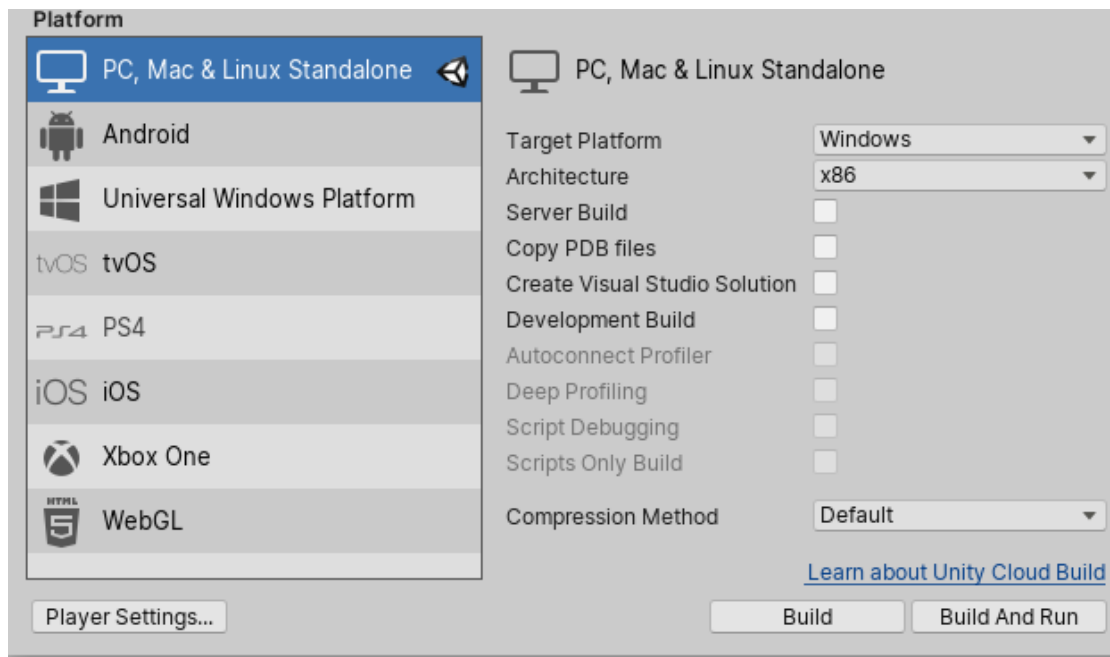 Platform
PC, Mac & Linux Standalone
Android
Universal Windows Platform
tvOS tvOS
PS4 PS4
iOS iOS
Xbox One
HTML
5 WebGL
PC, Mac & Linux Standalone
Target Platform Windows
Architecture x86
Server Build
Copy PDB files
Create Visual Studio Solution
Development Build
Autoconnect Profiler
Deep Profiling
Script Debugging
Scripts Only Build
Compression Method Default
Learn about Unity Cloud Build
Player Settings...
Build
Build And Run